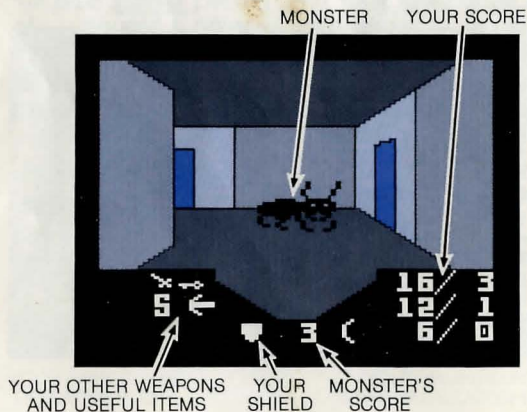 MONSTER YOUR SCORE
16/ 3
5 12/ 1
3 6/ 0
YOUR OTHER WEAPONS
AND USEFUL ITEMS
YOUR
SHIELD
MONSTER'S
SCORE